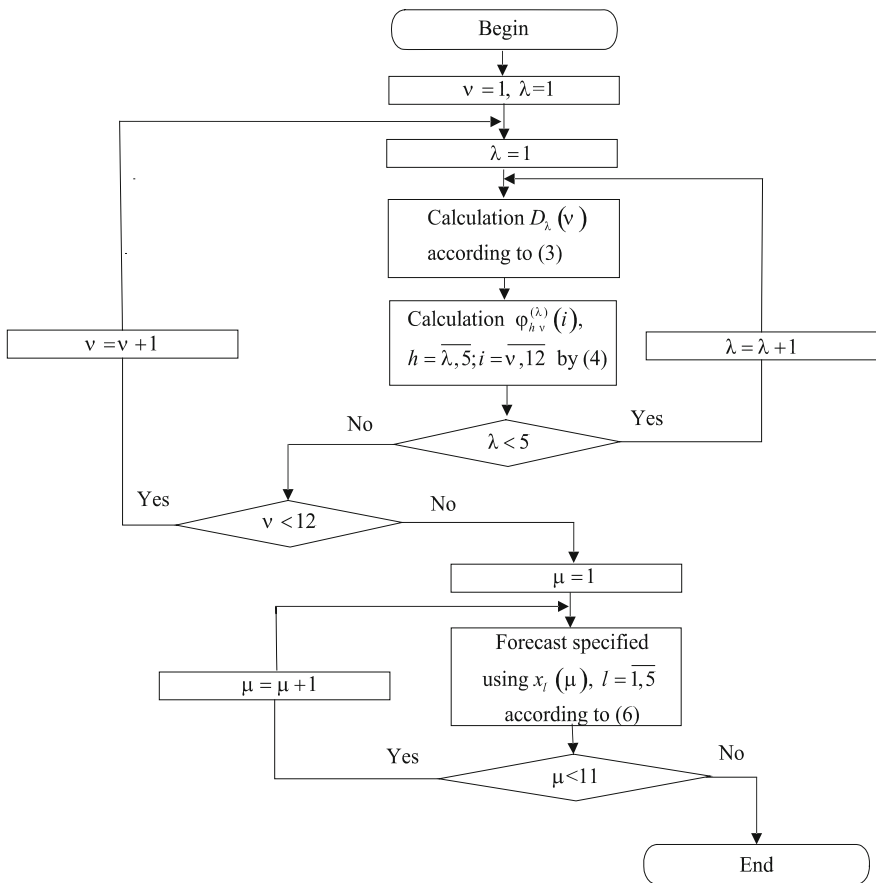 Begin
ν = 1, λ=1
λ = 1
Calculation D_λ (ν)
according to (3)
Calculation φ_{h ν}^{(λ)} (i),
h = \overline{λ,5}; i = \overline{ν,12} by (4)
ν = ν +1
λ = λ +1
No
Yes
λ < 5
Yes
No
ν < 12
μ = 1
Forecast specified
using x_l (μ), l = \overline{1,5}
according to (6)
μ = μ +1
Yes
No
μ<11
End